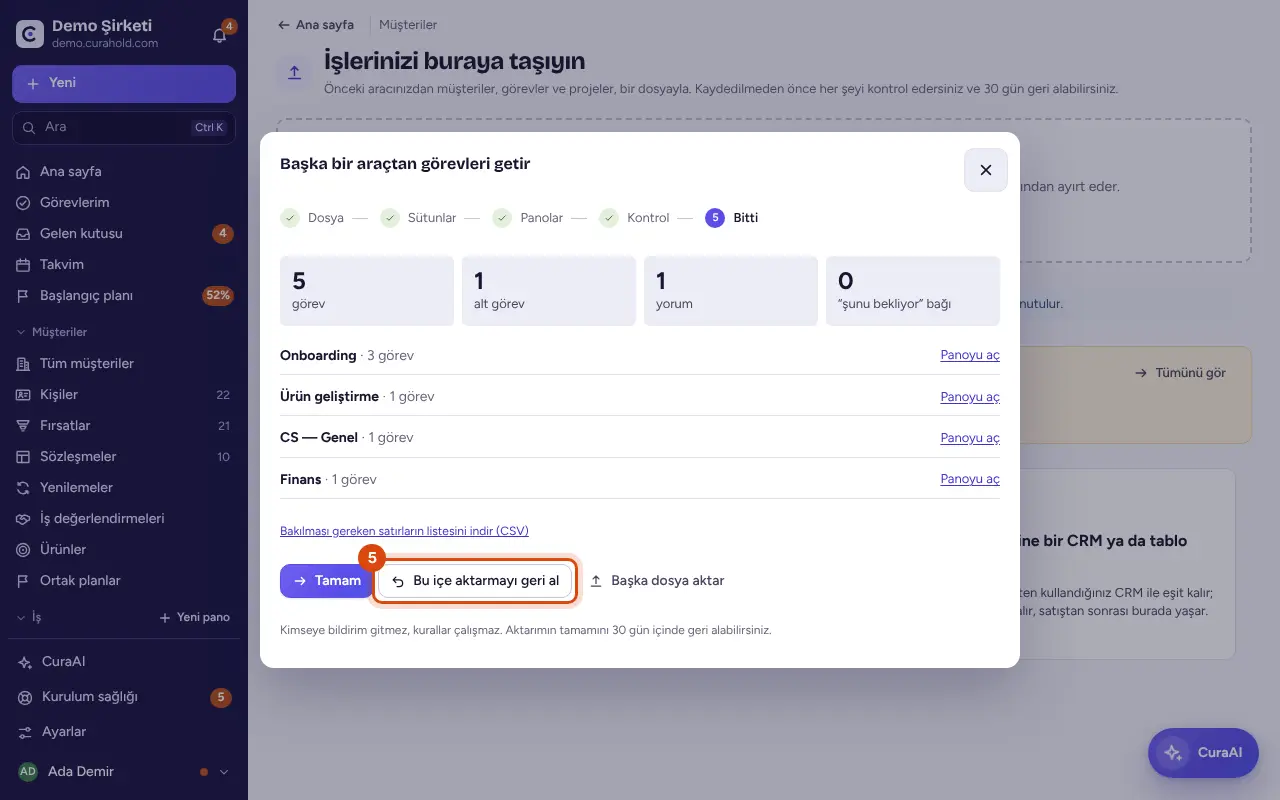 Demo Şirketi
demo.curahold.com
4
Yeni
Ara
Ctrl K
Ana sayfa
Görevlerim
Gelen kutusu
4
Takvim
Başlangıç planı
52%
Müşteriler
Tüm müşteriler
Kişiler
22
Fırsatlar
21
Sözleşmeler
10
Yenilemeler
İş değerlendirmeleri
Ürünler
Ortak planlar
İş
Yeni pano
CuraAI
Kurulum sağlığı
5
Ayarlar
AD
Ada Demir
Ana sayfa
Müşteriler
İşlerinizi buraya taşıyın
Önceki aracınızdan müşteriler, görevler ve projeler, bir dosyayla. Kaydedilmeden önce her şeyi kontrol edersiniz ve 30 gün geri alabilirsiniz.
Başka bir araçtan görevleri getir
Dosya
Sütunlar
Panolar
Kontrol
5
Bitti
5
görev
1
alt görev
1
yorum
0
“şunu bekliyor” bağı
Onboarding · 3 görev
Panoyu aç
Ürün geliştirme · 1 görev
Panoyu aç
CS — Genel · 1 görev
Panoyu aç
Finans · 1 görev
Panoyu aç
Bakılması gereken satırların listesini indir (CSV)
5
Tamam
Bu içe aktarmayı geri al
Başka dosya aktar
Kimseye bildirim gitmez, kurallar çalışmaz. Aktarımın tamamını 30 gün içinde geri alabilirsiniz.
ından ayırt eder.
nutulur.
Tümünü gör
ine bir CRM ya da tablo
ten kullandığınız CRM ile eşit kalır;
alır, satıştan sonrası burada yaşar.
CuraAI